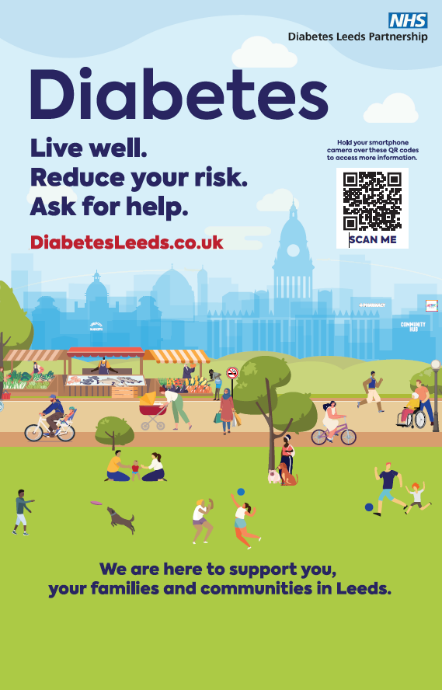 NHS
Diabetes Leeds Partnership
Diabetes
Live well.
Reduce your risk.
Ask for help.
DiabetesLeeds.co.uk
Hold your smartphone
camera over these QR codes
to access more information.
SCAN ME
COMMUNITY
HUB
We are here to support you,
your families and communities in Leeds.